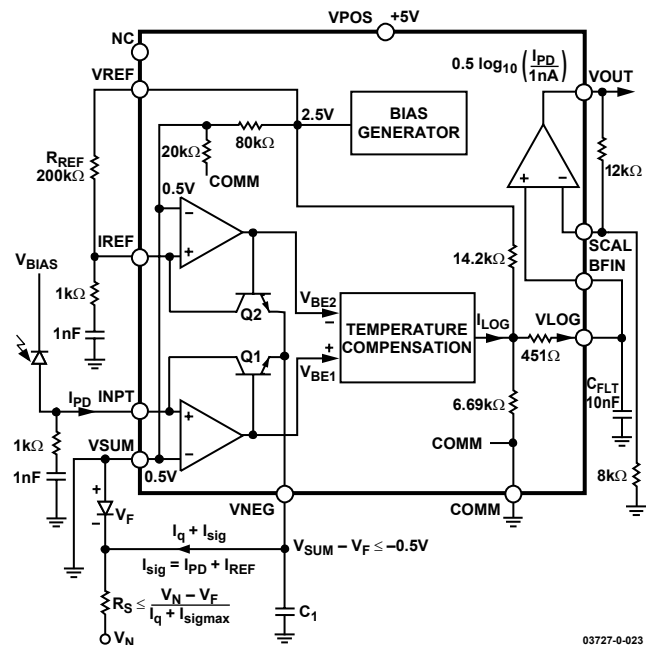 VPOS
+5V
NC
VREF
0.5 log10 (IPD / 1nA)
VOUT
2.5V
BIAS
GENERATOR
80kΩ
20kΩ
COMM
RREF
200kΩ
0.5V
12kΩ
IREF
SCAL
BFIN
VBIAS
14.2kΩ
1kΩ
1nF
Q2
VBE2
TEMPERATURE
COMPENSATION
ILOG
VLOG
451Ω
Q1
VBE1
IPD
INPT
CFLT
10nF
6.69kΩ
1kΩ
1nF
VSUM
0.5V
COMM
8kΩ
VNEG
COMM
VF
Iq + Isig
Isig = IPD + IREF
VSUM – VF ≤ –0.5V
RS ≤ (VN – VF) / (Iq + Isigmax)
C1
VN
03727-0-023